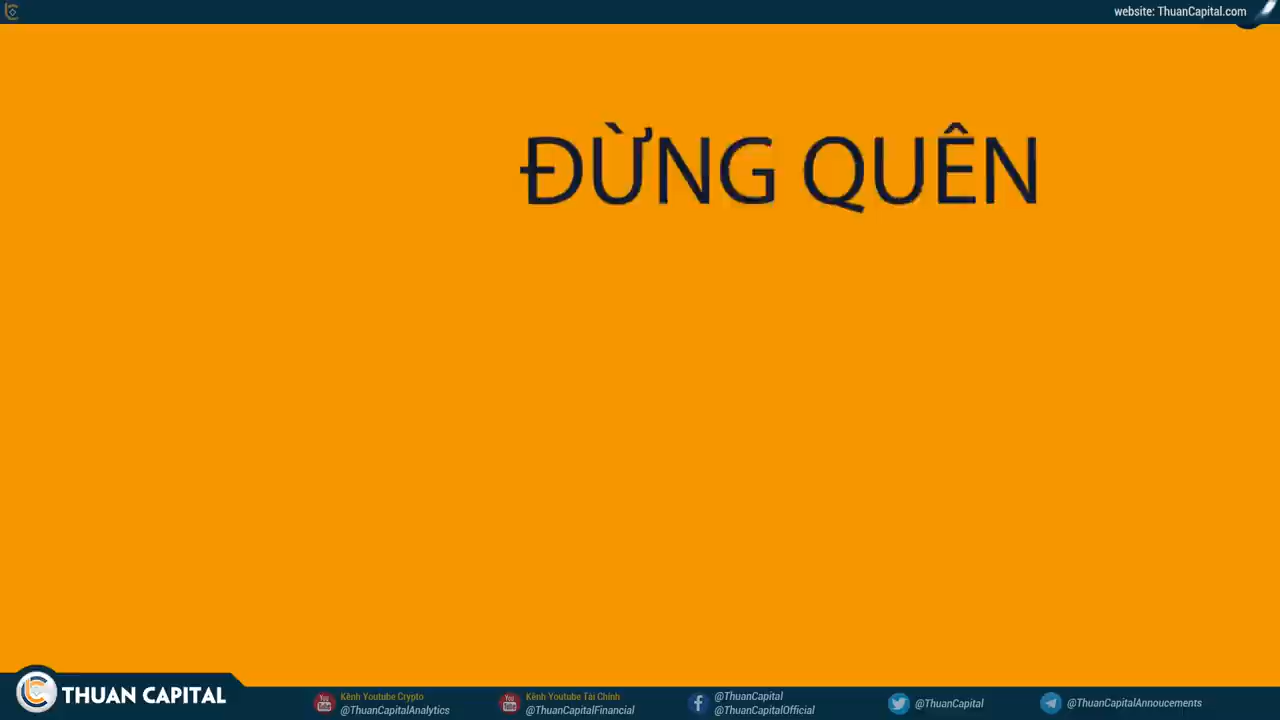 website: ThuanCapital.com
ĐỪNG QUÊN
THUAN CAPITAL
Kênh Youtube Crypto
@ThuanCapitalAnalytics
Kênh Youtube Tài Chính
@ThuanCapitalFinancial
@ThuanCapital
@ThuanCapitalOfficial
@ThuanCapital
@ThuanCapitalAnnoucements